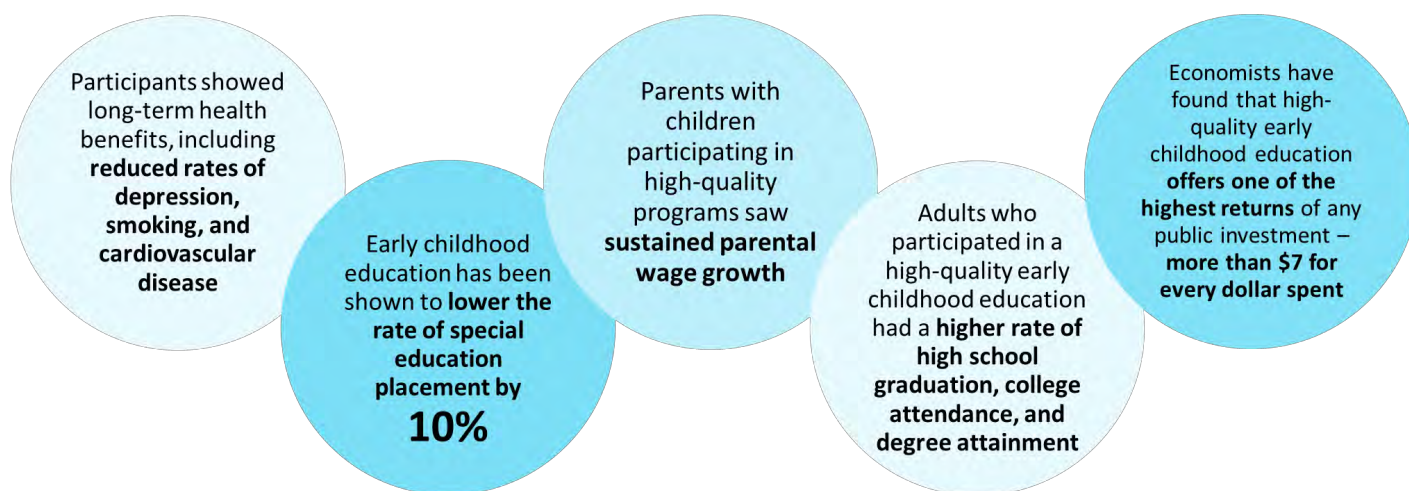 Participants showed
long-term health
benefits, including
reduced rates of
depression,
smoking, and
cardiovascular
disease
Early childhood
education has been
shown to lower the
rate of special
education
placement by
10%
Parents with
children
participating in
high-quality
programs saw
sustained parental
wage growth
Adults who
participated in a
high-quality early
childhood education
had a higher rate of
high school
graduation, college
attendance, and
degree attainment
Economists have
found that high-
quality early
childhood education
offers one of the
highest returns of any
public investment –
more than $7 for
every dollar spent